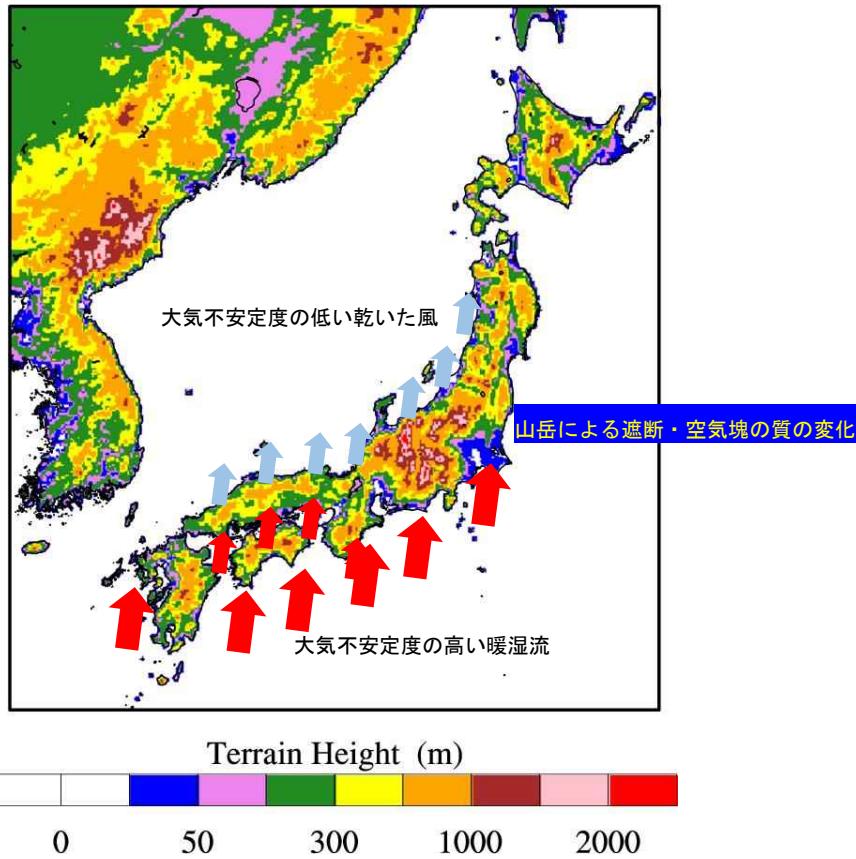 大気不安定度の低い乾いた風
山岳による遮断・空気塊の質の変化
大気不安定度の高い暖湿流
Terrain Height (m)
0 50 300 1000 2000